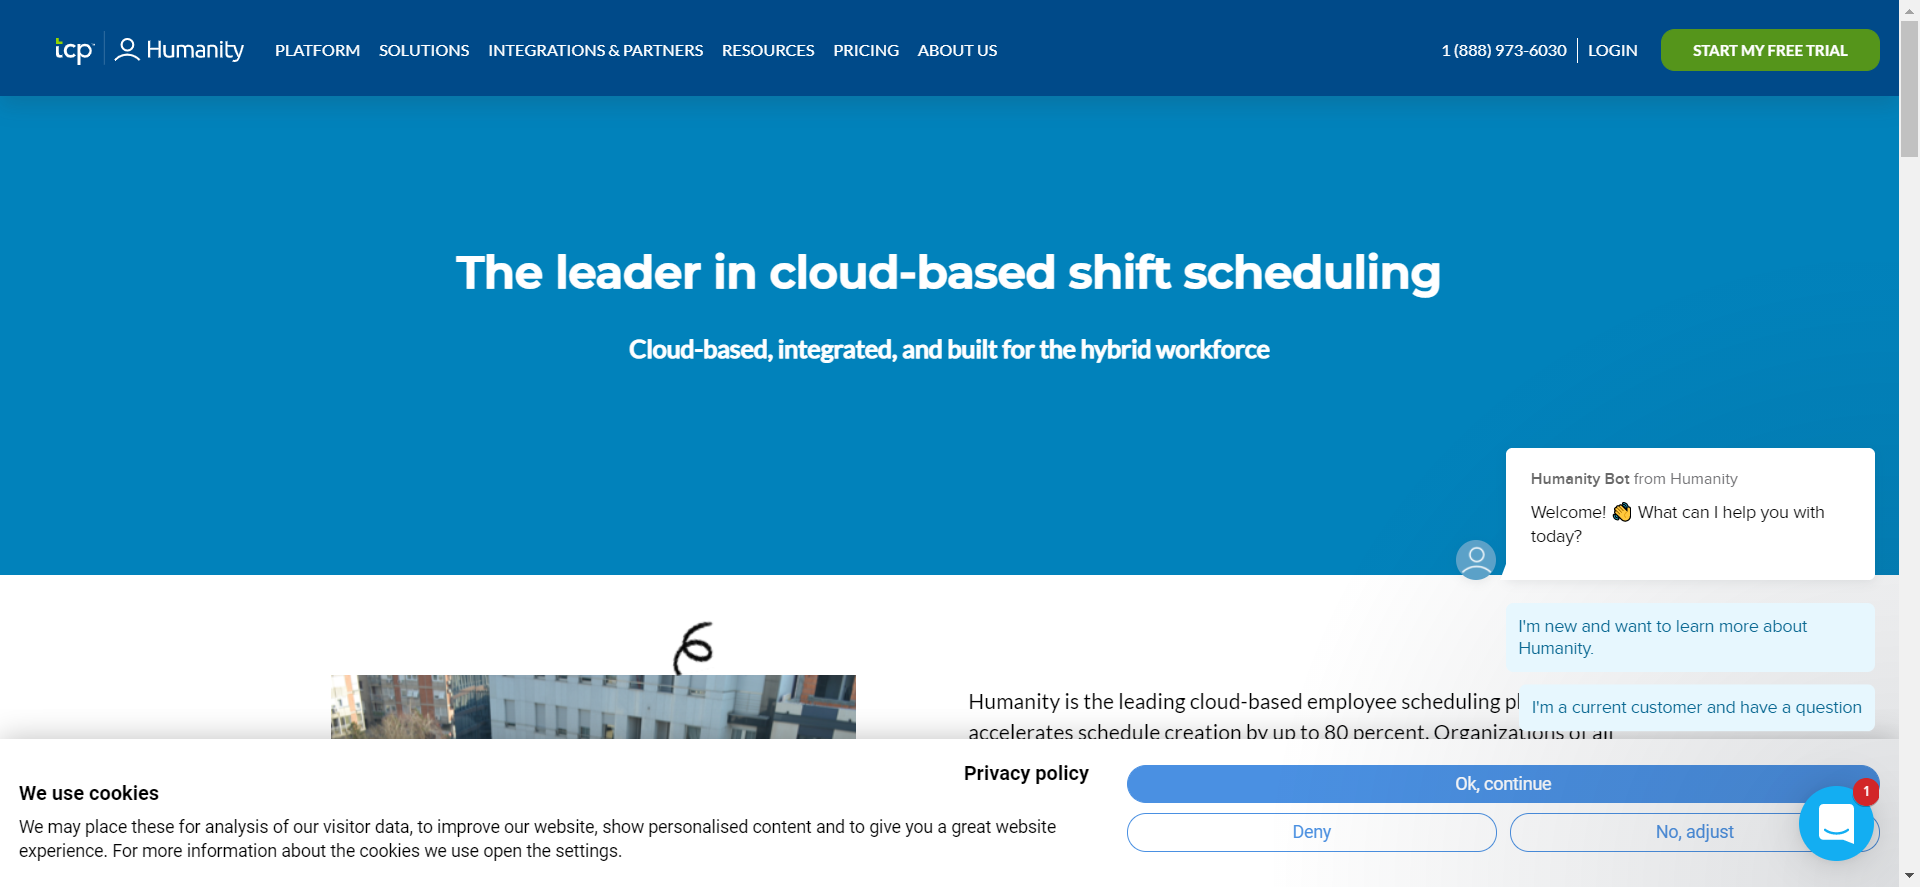 tcp Humanity
PLATFORM SOLUTIONS INTEGRATIONS & PARTNERS RESOURCES PRICING ABOUT US
1 (888) 973-6030 LOGIN START MY FREE TRIAL
The leader in cloud-based shift scheduling
Cloud-based, integrated, and built for the hybrid workforce
Humanity Bot from Humanity
Welcome! 👋 What can I help you with
today?
I'm new and want to learn more about
Humanity.
I'm a current customer and have a question
Humanity is the leading cloud-based employee scheduling
accelerates schedule creation by up to 80 percent. Organizations of all
We use cookies
We may place these for analysis of our visitor data, to improve our website, show personalised content and to give you a great website
experience. For more information about the cookies we use open the settings.
Privacy policy
Ok, continue
Deny
No, adjust
1